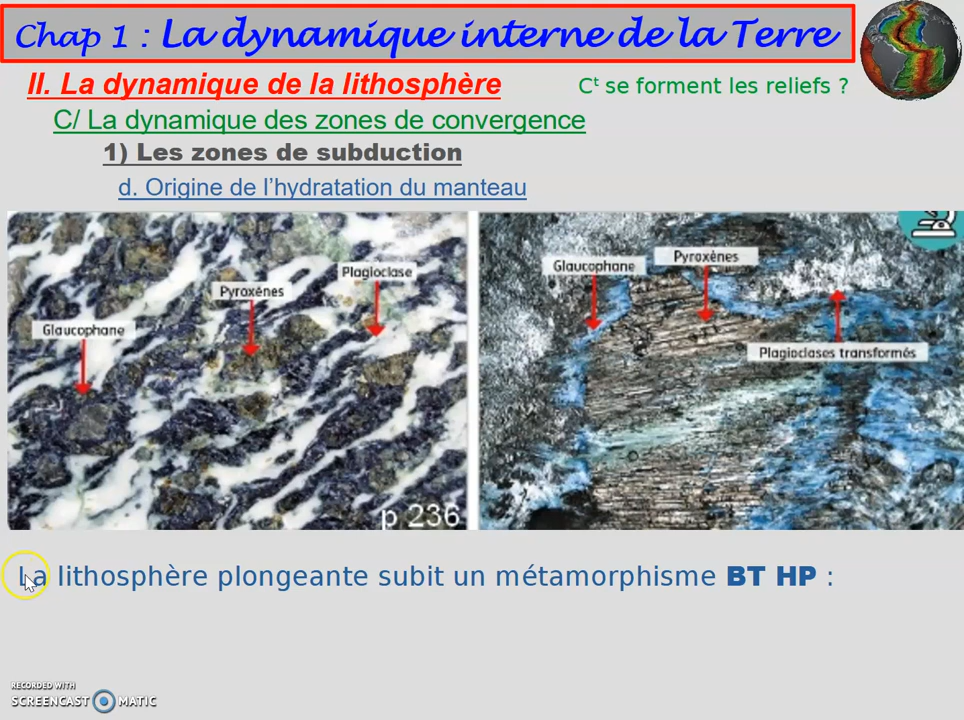 Chap 1 : La dynamique interne de la Terre
II. La dynamique de la lithosphère
Cᵗ se forment les reliefs ?
C/ La dynamique des zones de convergence
1) Les zones de subduction
d. Origine de l’hydratation du manteau
Glaucophane
Pyroxènes
Plagioclase
p 236
Glaucophane
Pyroxènes
Plagioclases transformés
La lithosphère plongeante subit un métamorphisme BT HP :
RECORDED WITH
SCREENCAST MATIC